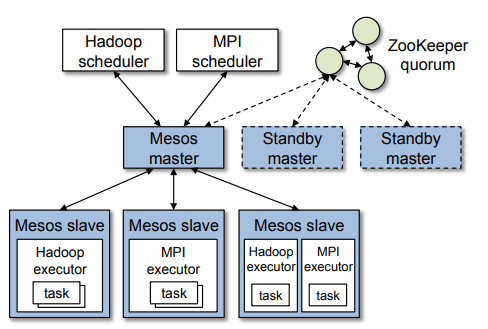 Hadoop
scheduler
MPI
scheduler
ZooKeeper
quorum
Mesos
master
Standby
master
Standby
master
Mesos slave
Hadoop
executor
task
Mesos slave
MPI
executor
task
Mesos slave
Hadoop
executor
task
MPI
executor
task